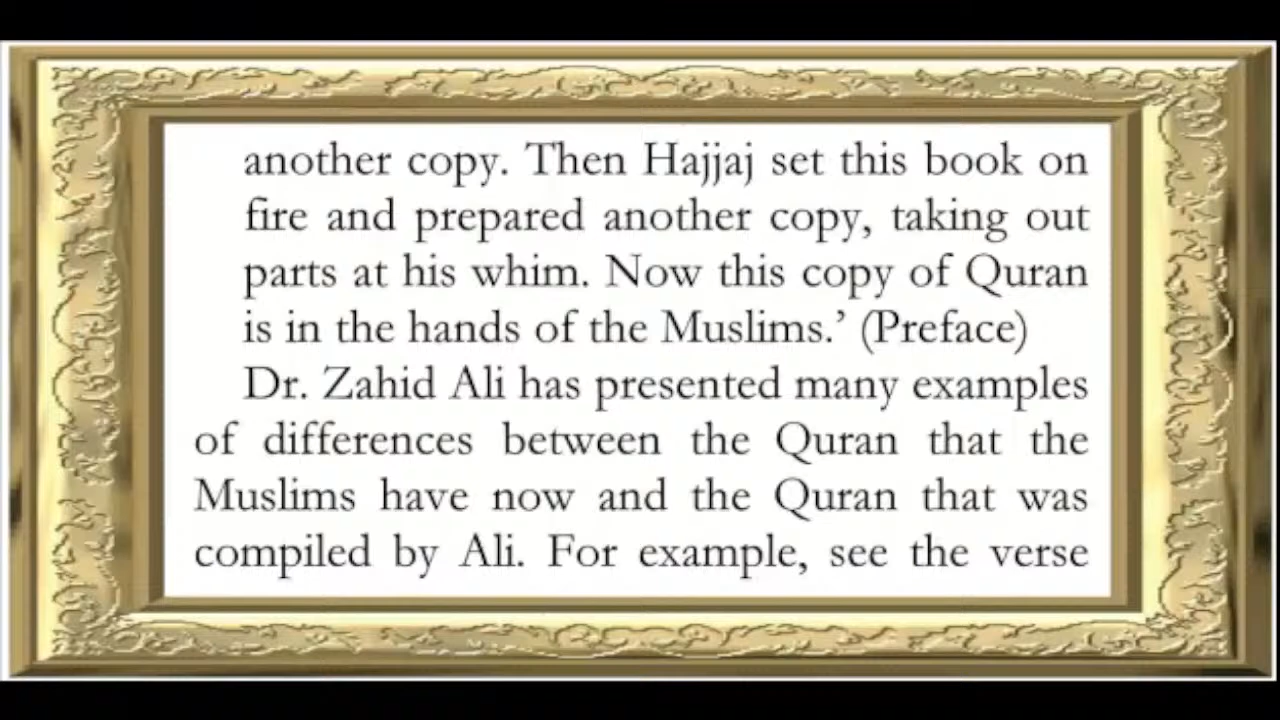 another copy. Then Hajjaj set this book on
fire and prepared another copy, taking out
parts at his whim. Now this copy of Quran
is in the hands of the Muslims.’ (Preface)
Dr. Zahid Ali has presented many examples
of differences between the Quran that the
Muslims have now and the Quran that was
compiled by Ali. For example, see the verse